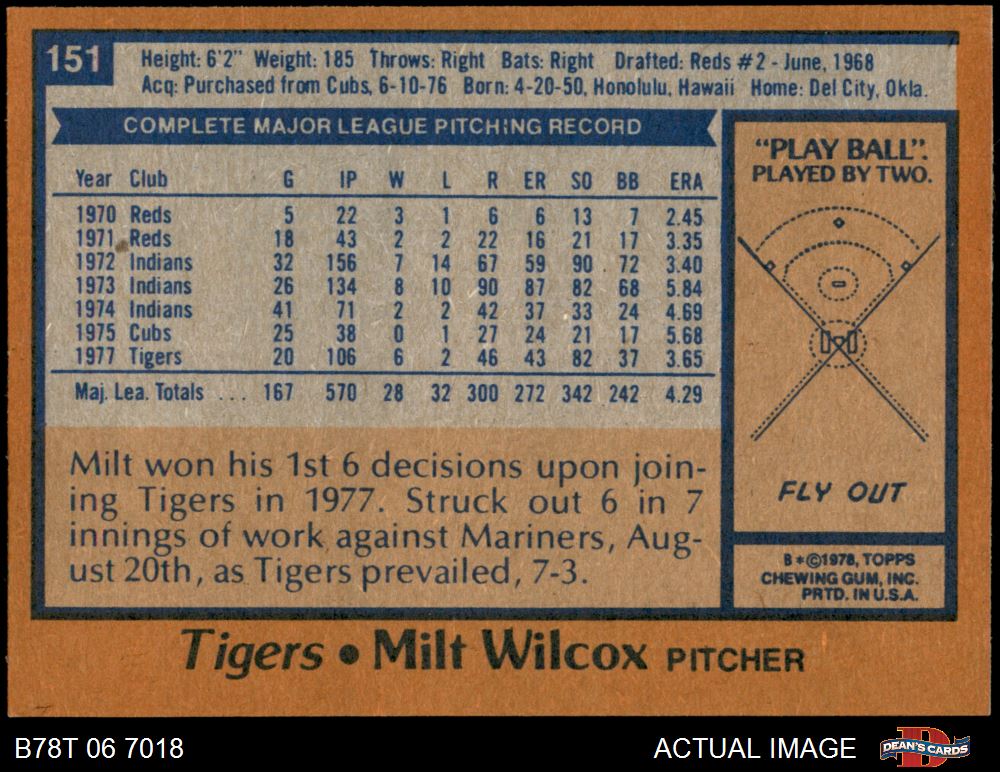 151
Height: 6'2" Weight: 185 Throws: Right Bats: Right Drafted: Reds #2 - June, 1968
Acq: Purchased from Cubs, 6-10-76 Born: 4-20-50, Honolulu, Hawaii Home: Del City, Okla.
COMPLETE MAJOR LEAGUE PITCHING RECORD
Year Club G IP W L R ER SO BB ERA
1970 Reds 5 22 3 1 6 6 13 7 2.45
1971 Reds 18 43 2 2 22 16 21 17 3.35
1972 Indians 32 156 7 14 67 59 90 72 3.40
1973 Indians 26 134 8 10 90 87 82 68 5.84
1974 Indians 41 71 2 2 42 37 33 24 4.69
1975 Cubs 25 38 0 1 27 24 21 17 5.68
1977 Tigers 20 106 6 2 46 43 82 37 3.65
Maj. Lea. Totals ... 167 570 28 32 300 272 342 242 4.29
Milt won his 1st 6 decisions upon join-
ing Tigers in 1977. Struck out 6 in 7
innings of work against Mariners, Aug-
ust 20th, as Tigers prevailed, 7-3.
"PLAY BALL".
PLAYED BY TWO.
FLY OUT
B*©1978, TOPPS
CHEWING GUM, INC.
PRTD. IN U.S.A.
Tigers • Milt Wilcox PITCHER
B78T 06 7018
ACTUAL IMAGE
DEAN'S CARDS